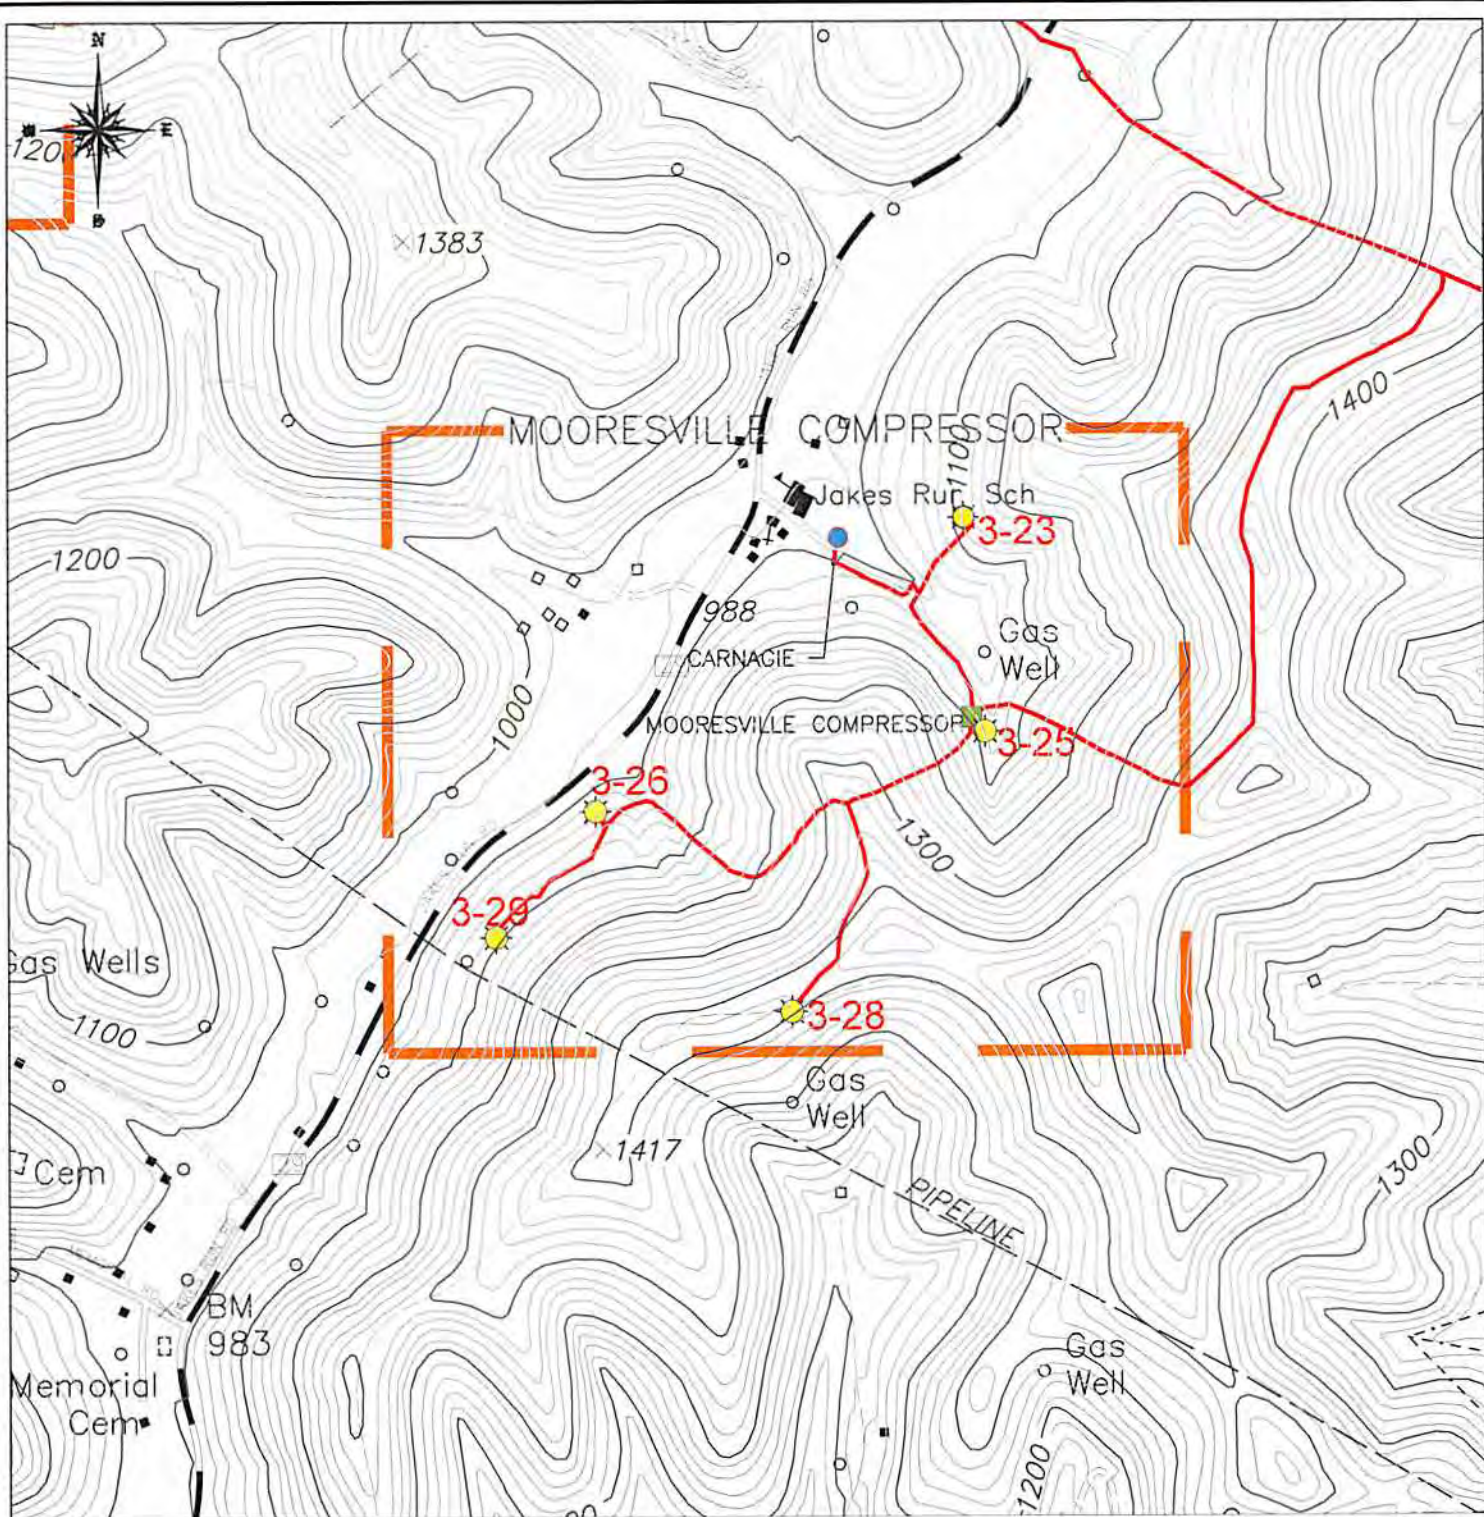 N
S
1383
MOORESVILLE COMPRESSOR
1100
1400
Jakes Run Sch
3-23
1200
988
Gas
Well
CARNAGIE
1000
MOORESVILLE COMPRESSOR
3-25
3-26
1300
3-29
Gas Wells
1100
3-28
Gas
Well
1417
Cem
29
1300
PIPELINE
BM
983
Gas
Well
Memorial
Cem
1200